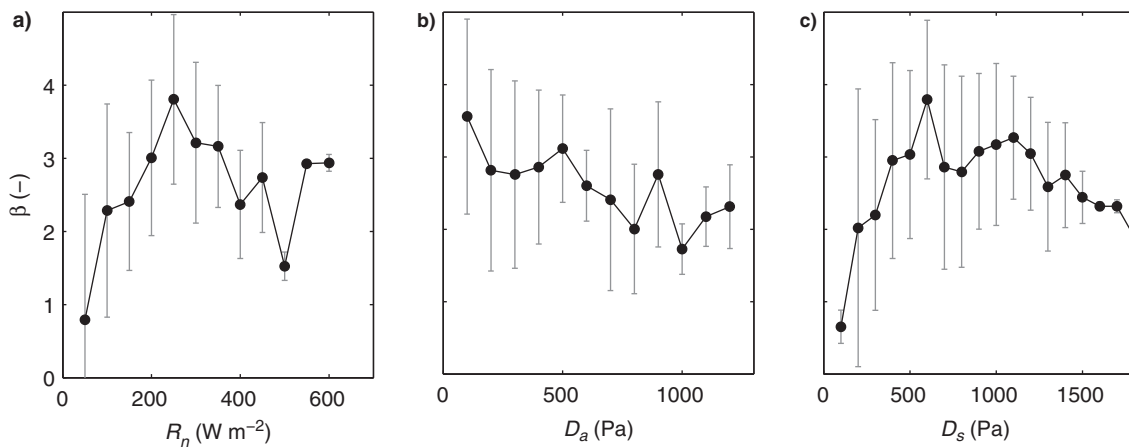 a)
β (–)
4
3
2
1
0
0 200 400 600
R_n (W m⁻²)
b)
0 500 1000
D_a (Pa)
c)
0 500 1000 1500
D_s (Pa)